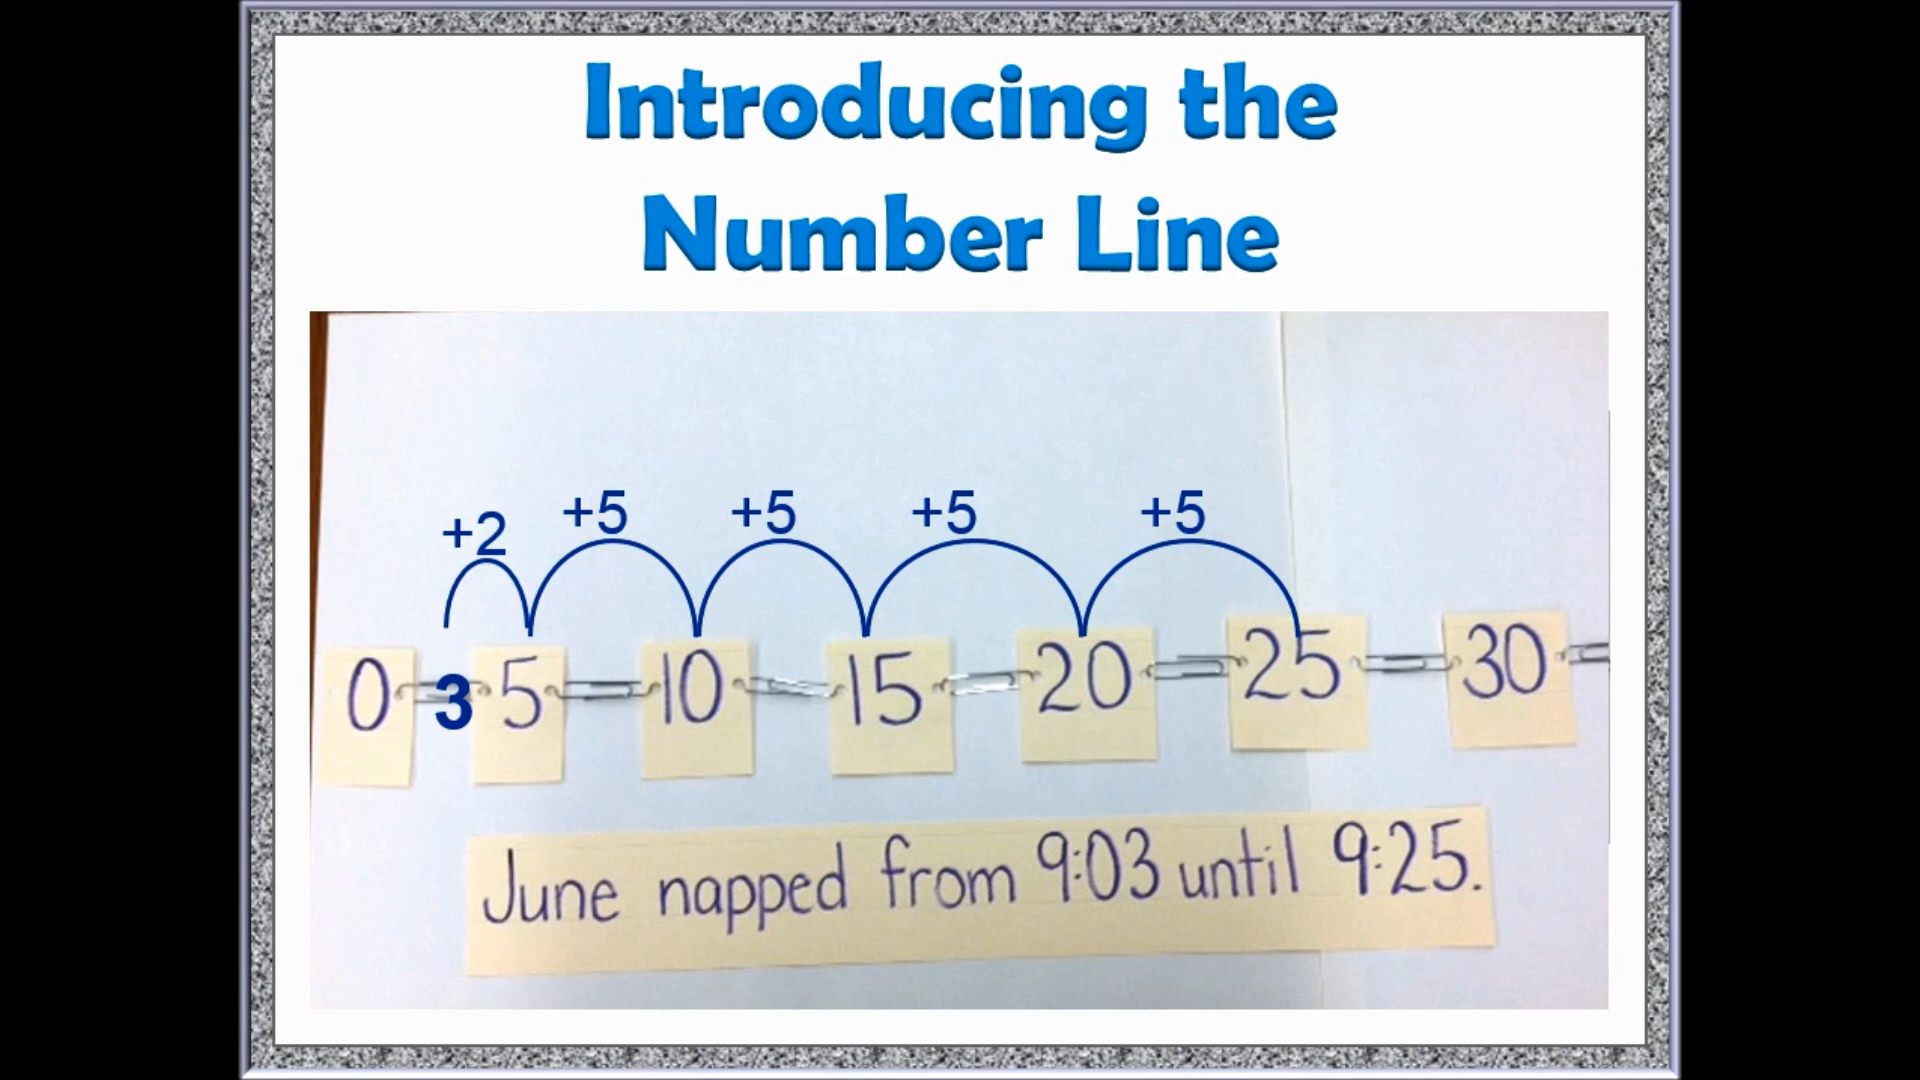 Introducing the
Number Line
+2 +5 +5 +5 +5
0 3 5 10 15 20 25 30
June napped from 9:03 until 9:25.